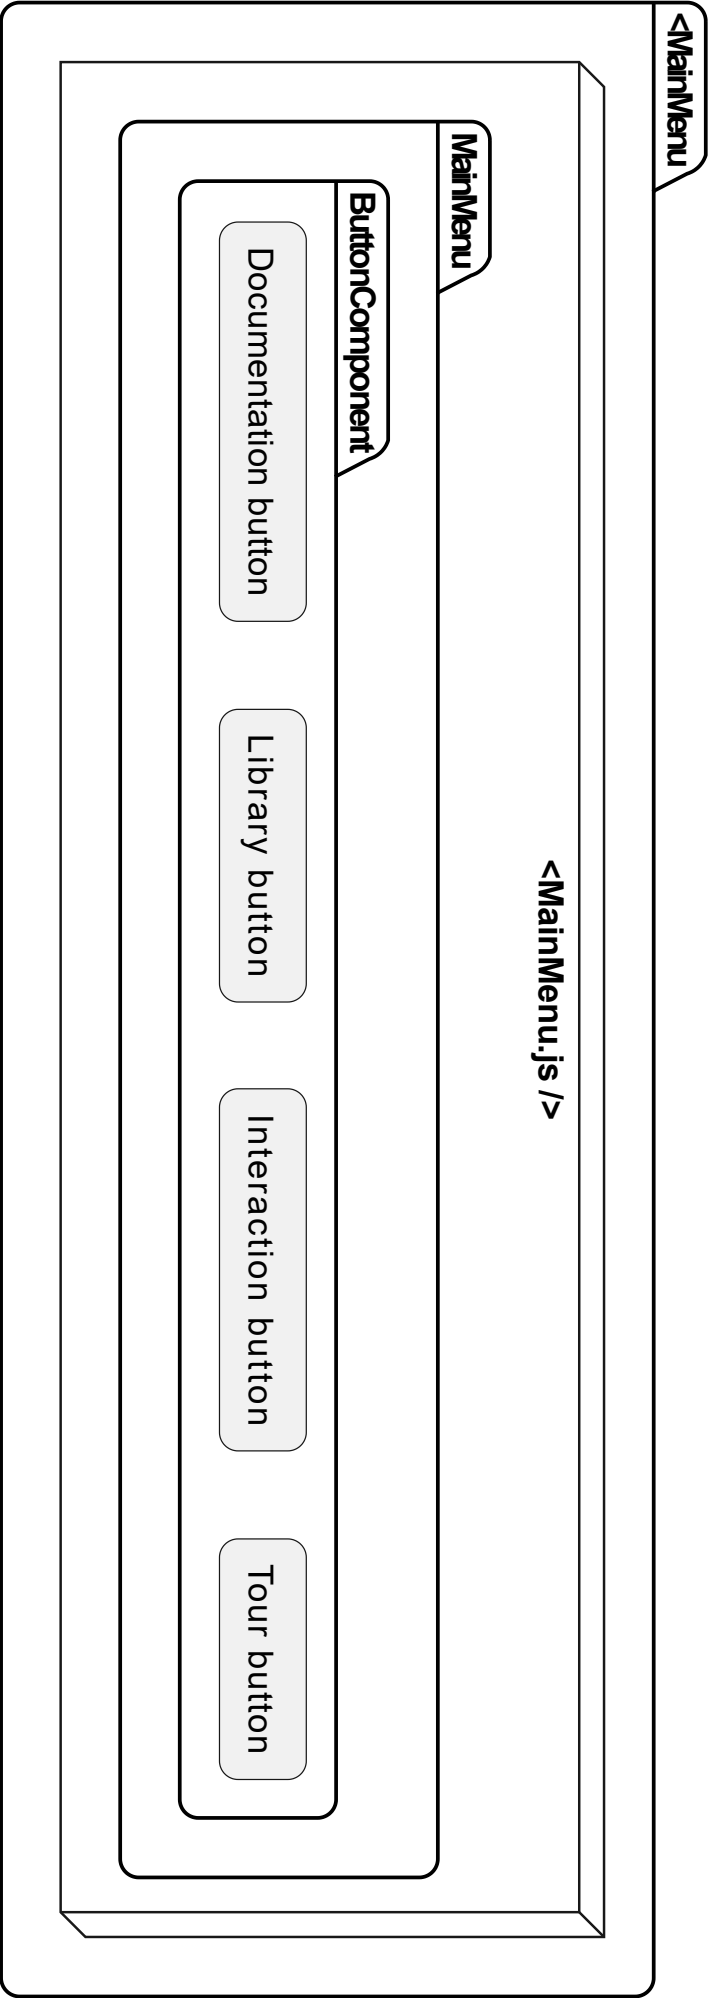 <MainMenu
<MainMenu.js />
MainMenu
ButtonComponent
Documentation button
Library button
Interaction button
Tour button